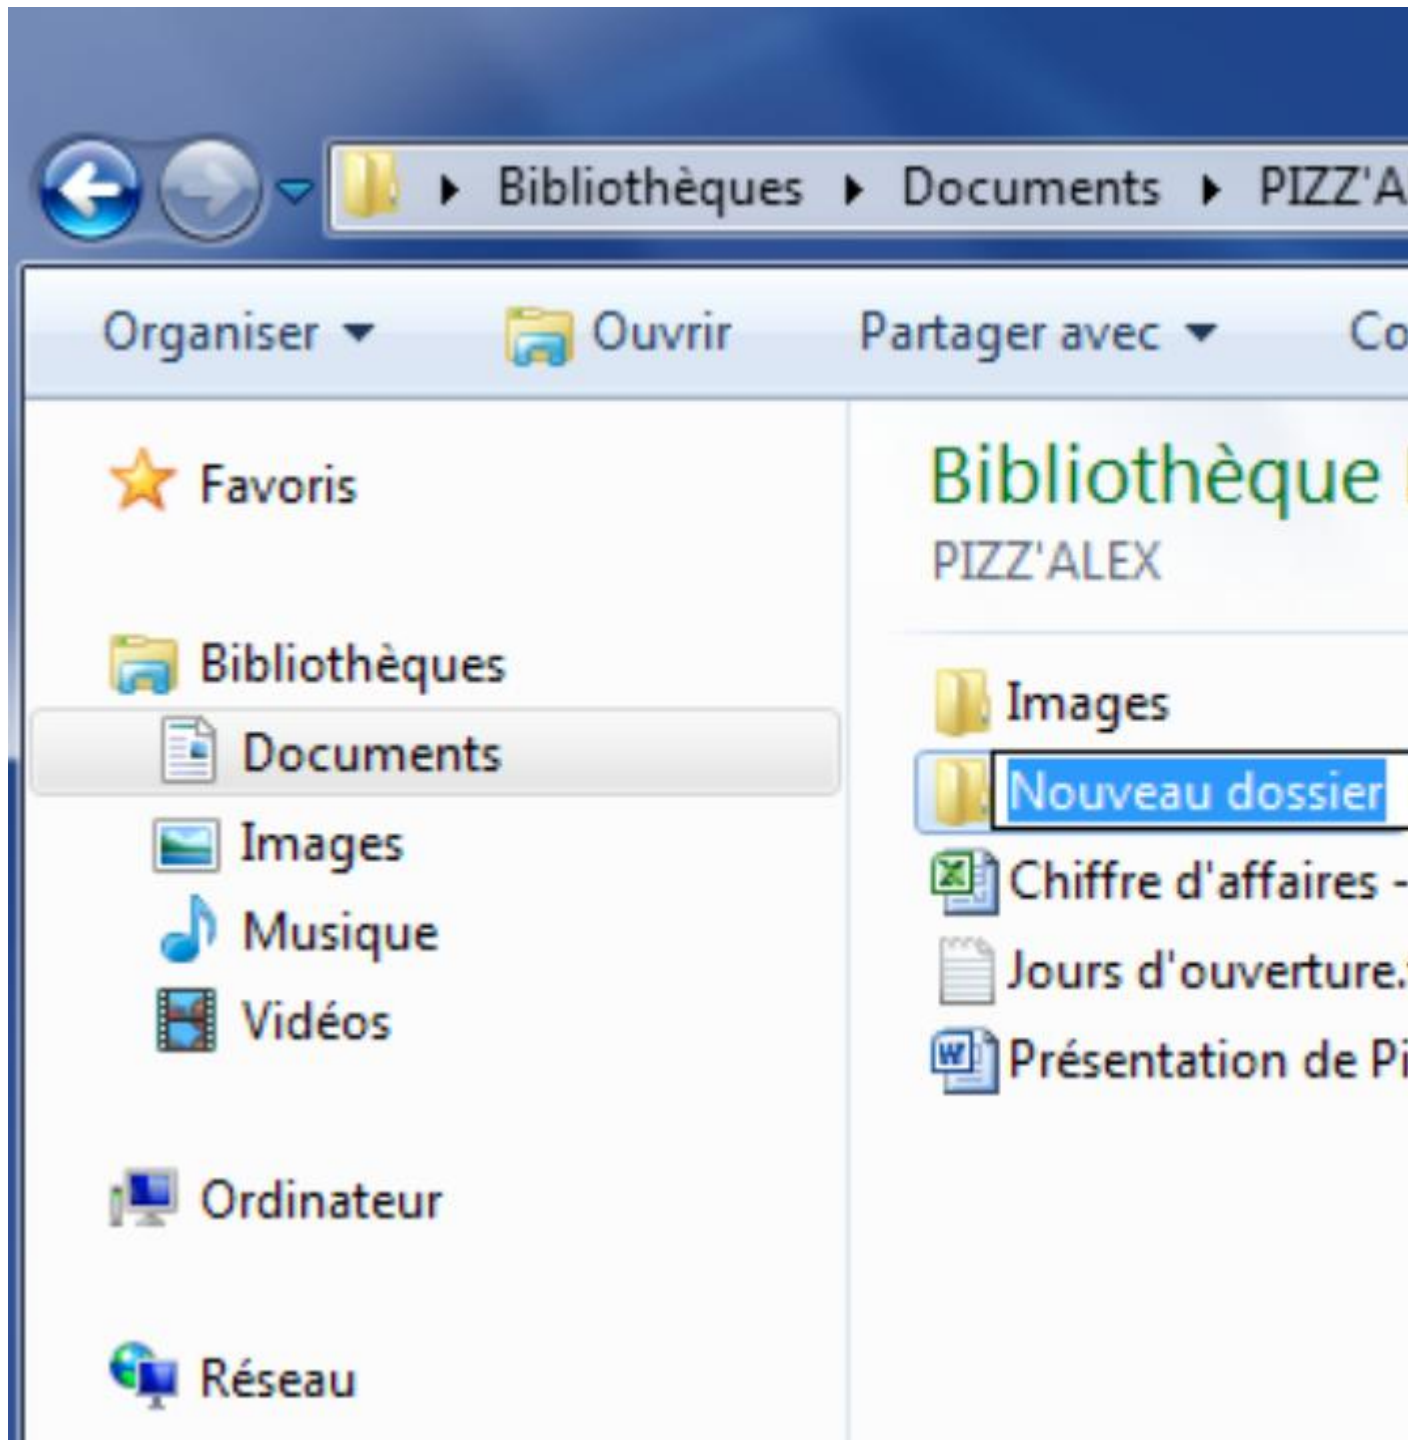 Bibliothèques Documents PIZZ'A
Organiser Ouvrir Partager avec Co
Favoris
Bibliothèques
Documents
Images
Musique
Vidéos
Ordinateur
Réseau
Bibliothèque
PIZZ'ALEX
Images
Nouveau dossier
Chiffre d'affaires -
Jours d'ouverture.
Présentation de Pi